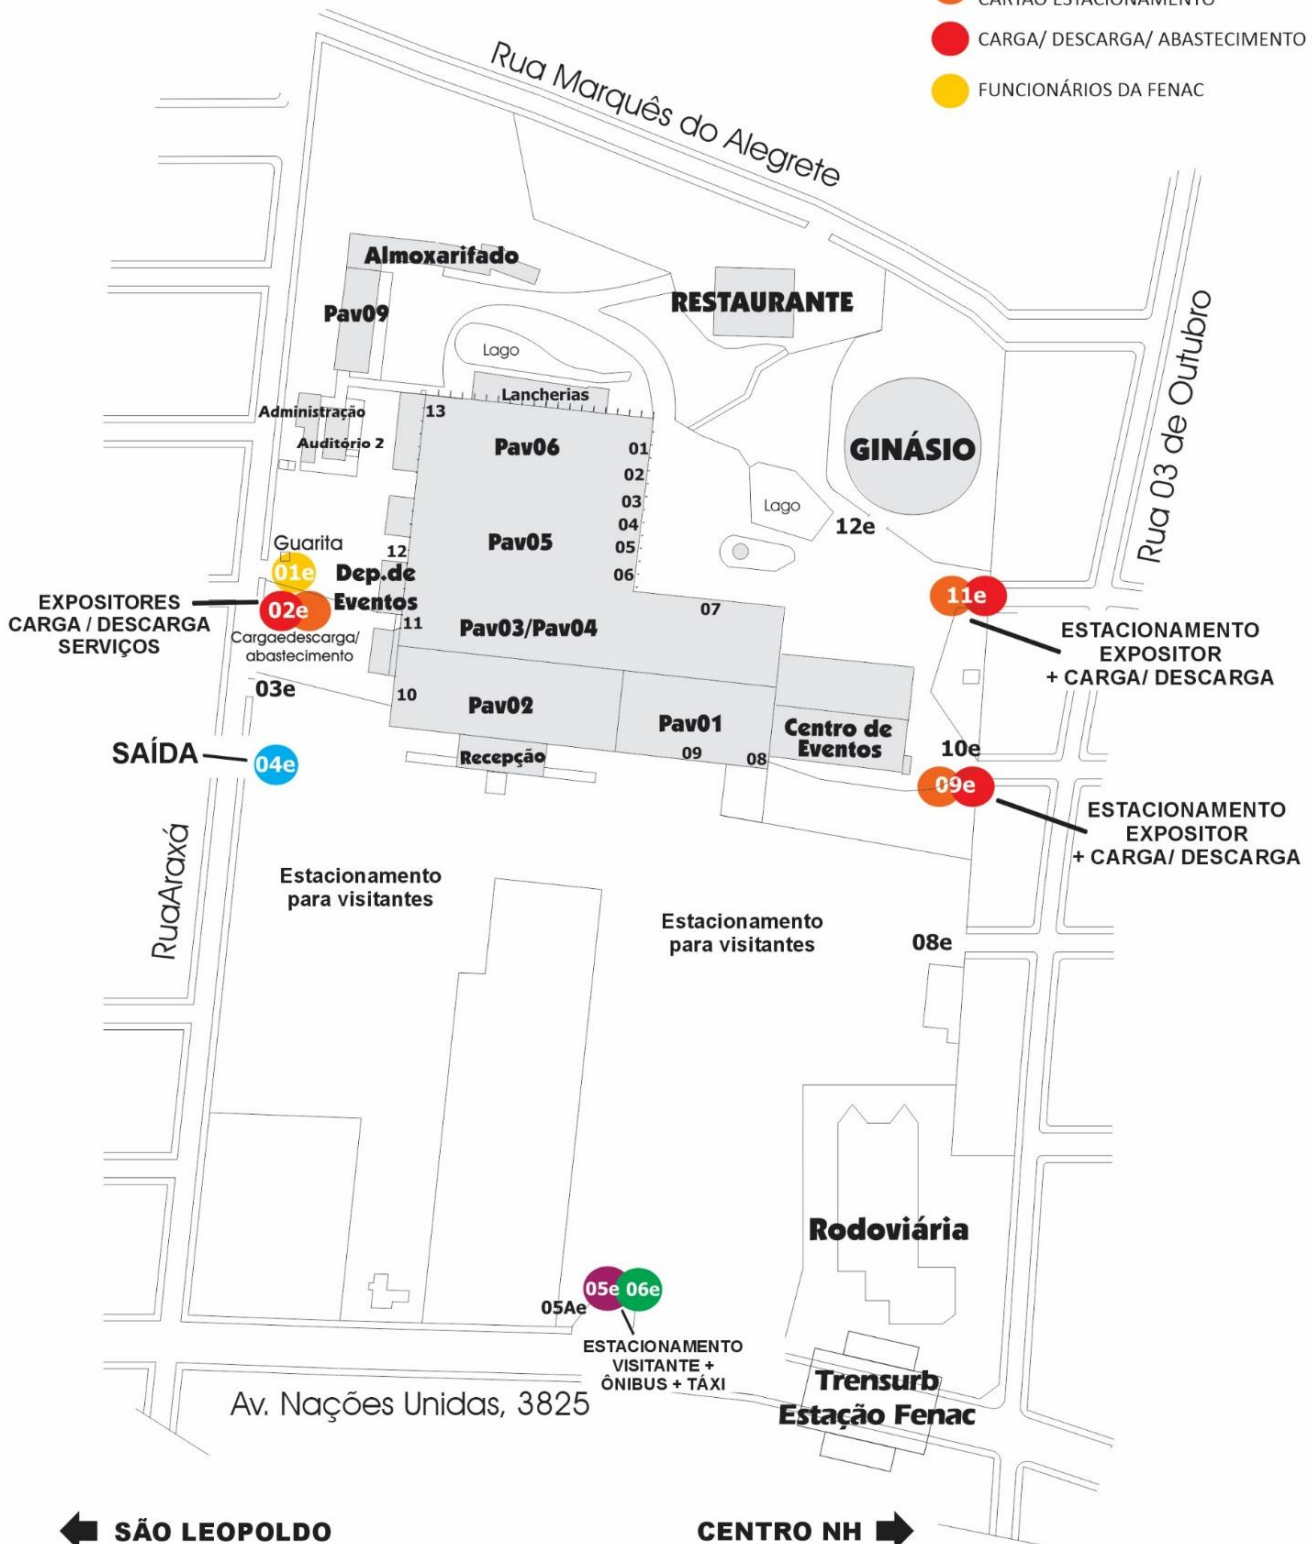 CARTÃO ESTACIONAMENTO
CARGA/ DESCARGA/ ABASTECIMENTO
FUNCIONÁRIOS DA FENAC
Rua Marquês do Alegrete
Rua 03 de Outubro
Almoxarifado
Pav09
RESTAURANTE
Lago
Lancherias
Administração
Auditório 2
13
Pav06
01
02
03
04
05
06
GINÁSIO
Lago
12e
Pav05
12
Guarita
01e
Dep.de
Eventos
02e
EXPOSITORES
CARGA / DESCARGA
SERVIÇOS
Cargaedescarga/
abastecimento
11
Pav03/Pav04
07
11e
ESTACIONAMENTO
EXPOSITOR
+ CARGA/ DESCARGA
03e
10
Pav02
Pav01
Centro de
Eventos
09
08
10e
SAÍDA
04e
Recepção
09e
ESTACIONAMENTO
EXPOSITOR
+ CARGA/ DESCARGA
RuaAraxá
Estacionamento
para visitantes
Estacionamento
para visitantes
08e
Rodoviária
05Ae
05e
06e
ESTACIONAMENTO
VISITANTE +
ÔNIBUS + TÁXI
Av. Nações Unidas, 3825
Trensurb
Estação Fenac
SÃO LEOPOLDO
CENTRO NH